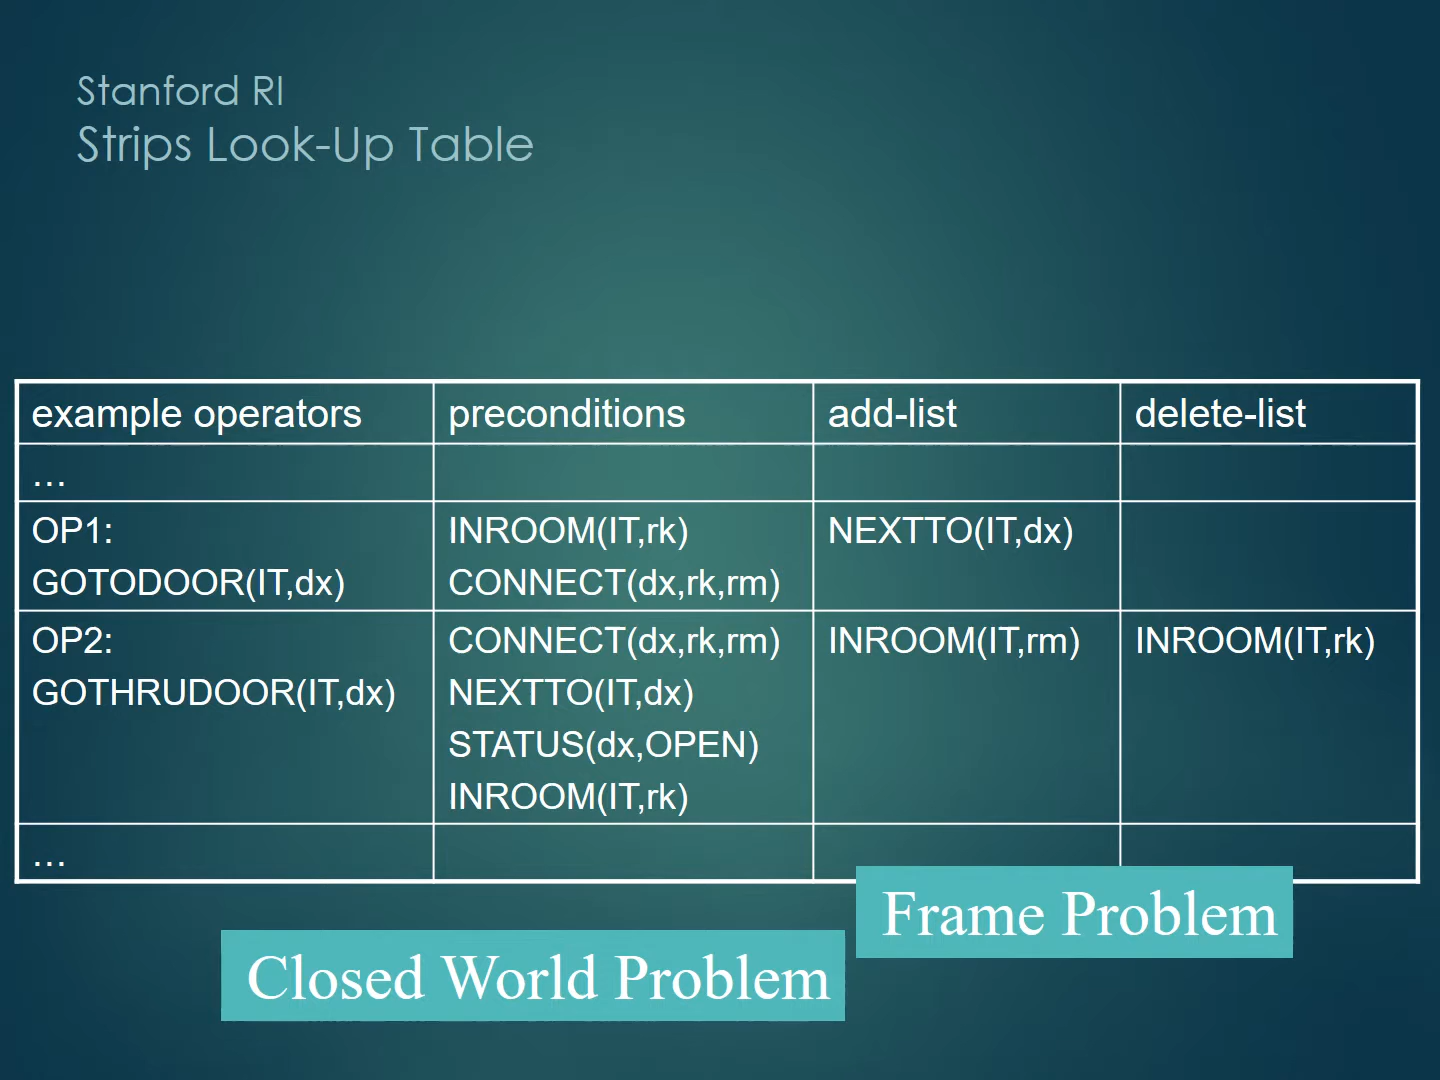 Stanford RI
Strips Look-Up Table
example operators preconditions add-list delete-list
...
OP1: INROOM(IT,rk) NEXTTO(IT,dx)
GOTODOOR(IT,dx) CONNECT(dx,rk,rm)
OP2: CONNECT(dx,rk,rm) INROOM(IT,rm) INROOM(IT,rk)
GOTHRUDOOR(IT,dx) NEXTTO(IT,dx)
STATUS(dx,OPEN)
INROOM(IT,rk)
...
Frame Problem
Closed World Problem